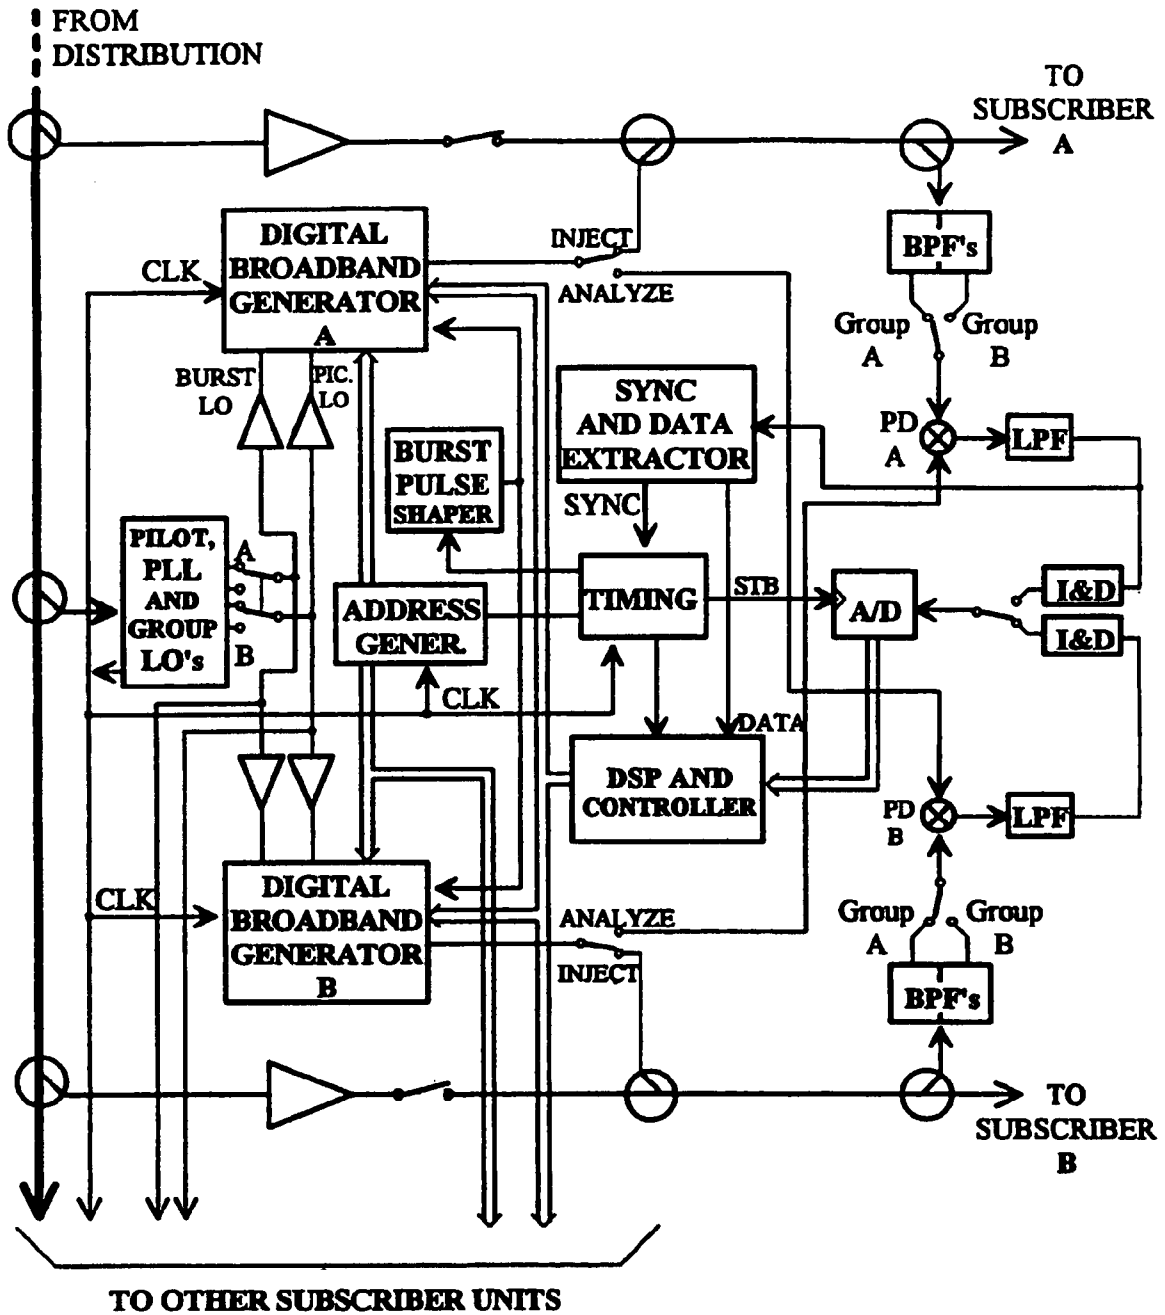 FROM
DISTRIBUTION
TO
SUBSCRIBER
A
DIGITAL
BROADBAND
GENERATOR
A
CLK
INJECT
ANALYZE
BPF's
Group
A
Group
B
BURST
LO
PIC.
LO
SYNC
AND DATA
EXTRACTOR
PD
A
LPF
BURST
PULSE
SHAPER
SYNC
PILOT,
PLL
AND
GROUP
LO's
A
B
ADDRESS
GENER.
TIMING
STB
A/D
I&D
I&D
CLK
DATA
DSP AND
CONTROLLER
PD
B
LPF
DIGITAL
BROADBAND
GENERATOR
B
CLK
ANALYZE
INJECT
Group
A
Group
B
BPF's
TO
SUBSCRIBER
B
TO OTHER SUBSCRIBER UNITS